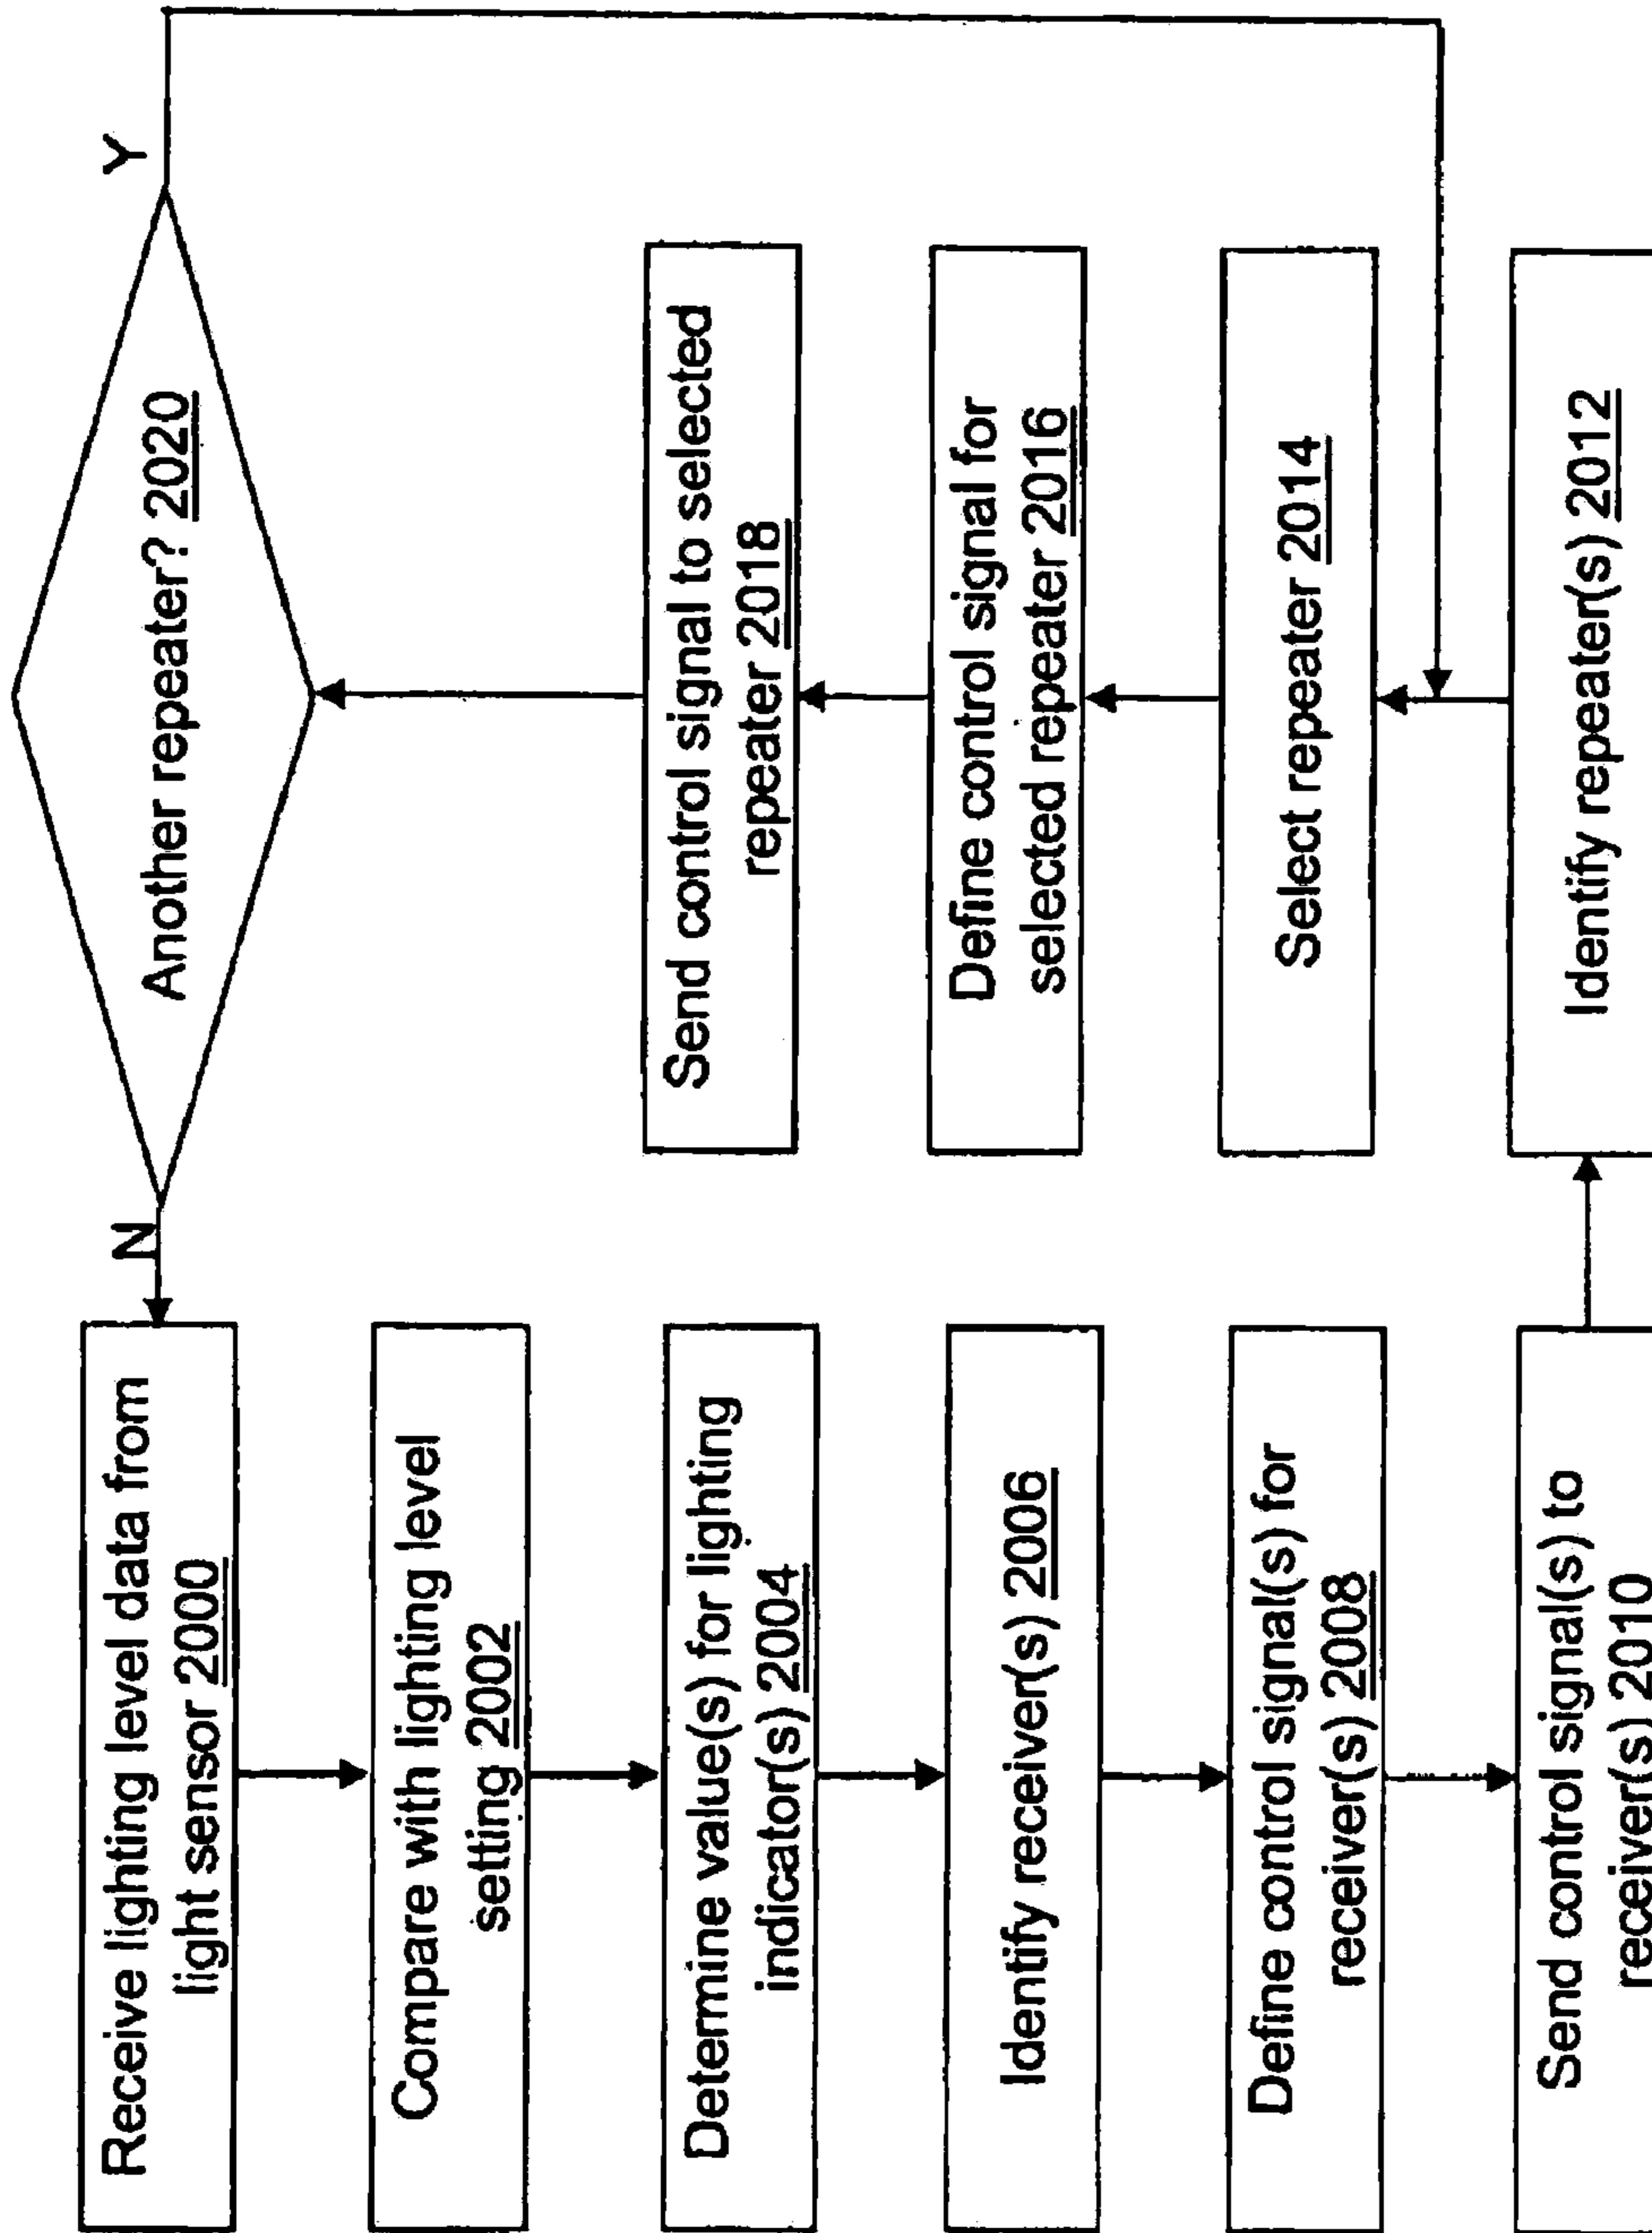 Receive lighting level data from
light sensor 2000
Compare with lighting level
setting 2002
Determine value(s) for lighting
indicator(s) 2004
Identify receiver(s) 2006
Define control signal(s) for
receiver(s) 2008
Send control signal(s) to
receiver(s) 2010
Identify repeater(s) 2012
Select repeater 2014
Define control signal for
selected repeater 2016
Send control signal to selected
repeater 2018
Another repeater? 2020
Y
N